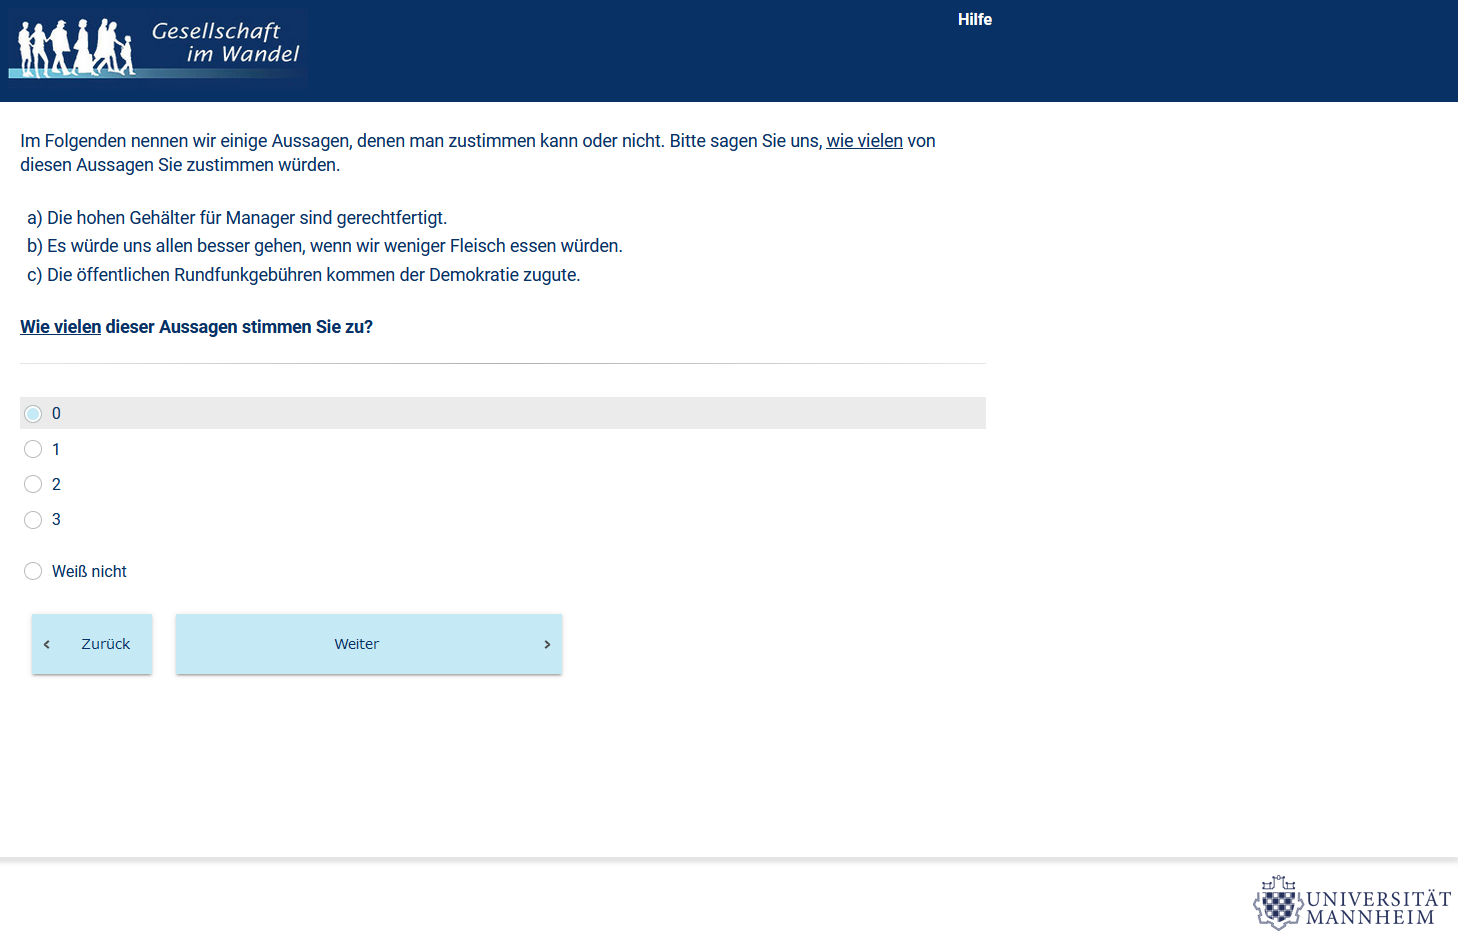 Gesellschaft
im Wandel
Hilfe
Im Folgenden nennen wir einige Aussagen, denen man zustimmen kann oder nicht. Bitte sagen Sie uns, wie vielen von
diesen Aussagen Sie zustimmen würden.
a) Die hohen Gehälter für Manager sind gerechtfertigt.
b) Es würde uns allen besser gehen, wenn wir weniger Fleisch essen würden.
c) Die öffentlichen Rundfunkgebühren kommen der Demokratie zugute.
Wie vielen dieser Aussagen stimmen Sie zu?
0
1
2
3
Weiß nicht
‹ Zurück
Weiter ›
UNIVERSITÄT
MANNHEIM